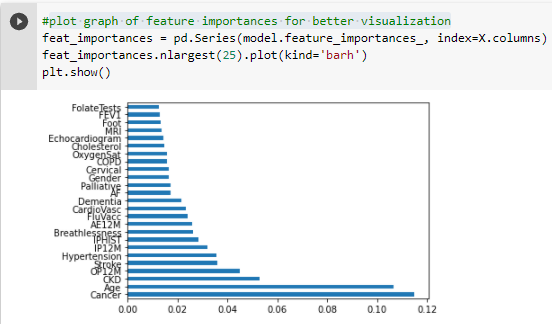 #plot graph of feature importances for better visualization
feat_importances = pd.Series(model.feature_importances_, index=X.columns)
feat_importances.nlargest(25).plot(kind='barh')
plt.show()
FolateTests
FEV1
Foot
MRI
Echocardiogram
Cholesterol
OxygenSat
COPD
Cervical
Gender
Palliative
AF
Dementia
CardioVasc
FluVacc
AE12M
Breathlessness
IPHIST
IP12M
Hypertension
Stroke
OP12M
CKD
Age
Cancer
0.00 0.02 0.04 0.06 0.08 0.10 0.12